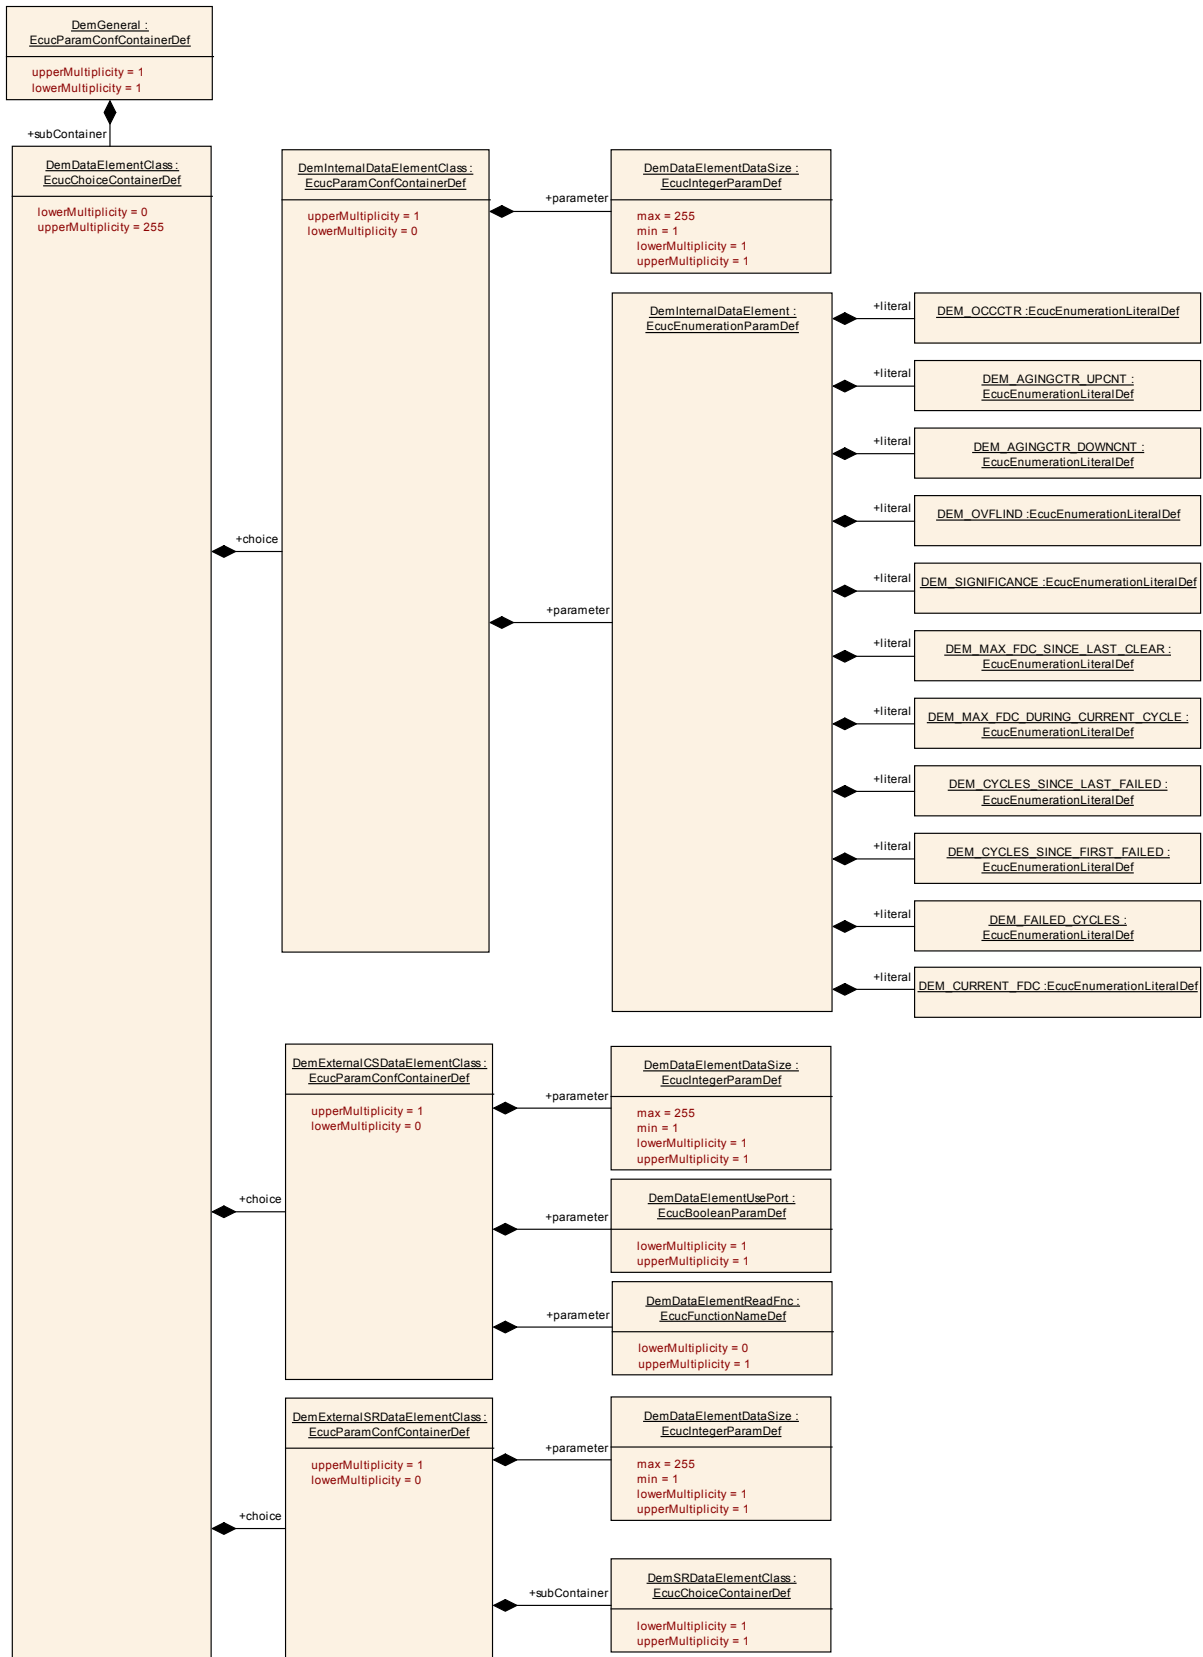 DemGeneral :
EcucParamConfContainerDef
upperMultiplicity = 1
lowerMultiplicity = 1
+subContainer
DemDataElementClass :
EcucChoiceContainerDef
lowerMultiplicity = 0
upperMultiplicity = 255
+choice
DemInternalDataElementClass :
EcucParamConfContainerDef
upperMultiplicity = 1
lowerMultiplicity = 0
+parameter
DemDataElementDataSize :
EcucIntegerParamDef
max = 255
min = 1
lowerMultiplicity = 1
upperMultiplicity = 1
+parameter
DemInternalDataElement :
EcucEnumerationParamDef
+literal
DEM_OCCCTR :EcucEnumerationLiteralDef
+literal
DEM_AGINGCTR_UPCNT :
EcucEnumerationLiteralDef
+literal
DEM_AGINGCTR_DOWNCNT :
EcucEnumerationLiteralDef
+literal
DEM_OVFLIND :EcucEnumerationLiteralDef
+literal
DEM_SIGNIFICANCE :EcucEnumerationLiteralDef
+literal
DEM_MAX_FDC_SINCE_LAST_CLEAR :
EcucEnumerationLiteralDef
+literal
DEM_MAX_FDC_DURING_CURRENT_CYCLE :
EcucEnumerationLiteralDef
+literal
DEM_CYCLES_SINCE_LAST_FAILED :
EcucEnumerationLiteralDef
+literal
DEM_CYCLES_SINCE_FIRST_FAILED :
EcucEnumerationLiteralDef
+literal
DEM_FAILED_CYCLES :
EcucEnumerationLiteralDef
+literal
DEM_CURRENT_FDC :EcucEnumerationLiteralDef
+choice
DemExternalCSDataElementClass :
EcucParamConfContainerDef
upperMultiplicity = 1
lowerMultiplicity = 0
+parameter
DemDataElementDataSize :
EcucIntegerParamDef
max = 255
min = 1
lowerMultiplicity = 1
upperMultiplicity = 1
+parameter
DemDataElementUsePort :
EcucBooleanParamDef
lowerMultiplicity = 1
upperMultiplicity = 1
+parameter
DemDataElementReadFnc :
EcucFunctionNameDef
lowerMultiplicity = 0
upperMultiplicity = 1
+choice
DemExternalSRDataElementClass :
EcucParamConfContainerDef
upperMultiplicity = 1
lowerMultiplicity = 0
+parameter
DemDataElementDataSize :
EcucIntegerParamDef
max = 255
min = 1
lowerMultiplicity = 1
upperMultiplicity = 1
+subContainer
DemSRDataElementClass :
EcucChoiceContainerDef
lowerMultiplicity = 1
upperMultiplicity = 1